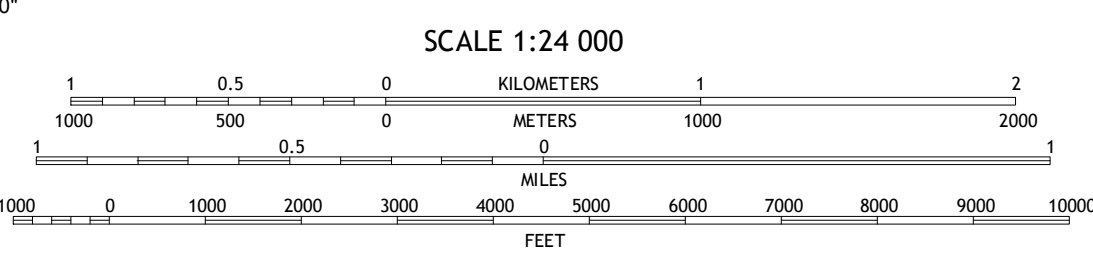 0"
SCALE 1:24 000
1 0.5 0 KILOMETERS 1 2
1000 500 0 METERS 1000 2000
1 0.5 0 1
MILES
1000 0 1000 2000 3000 4000 5000 6000 7000 8000 9000 10000
FEET